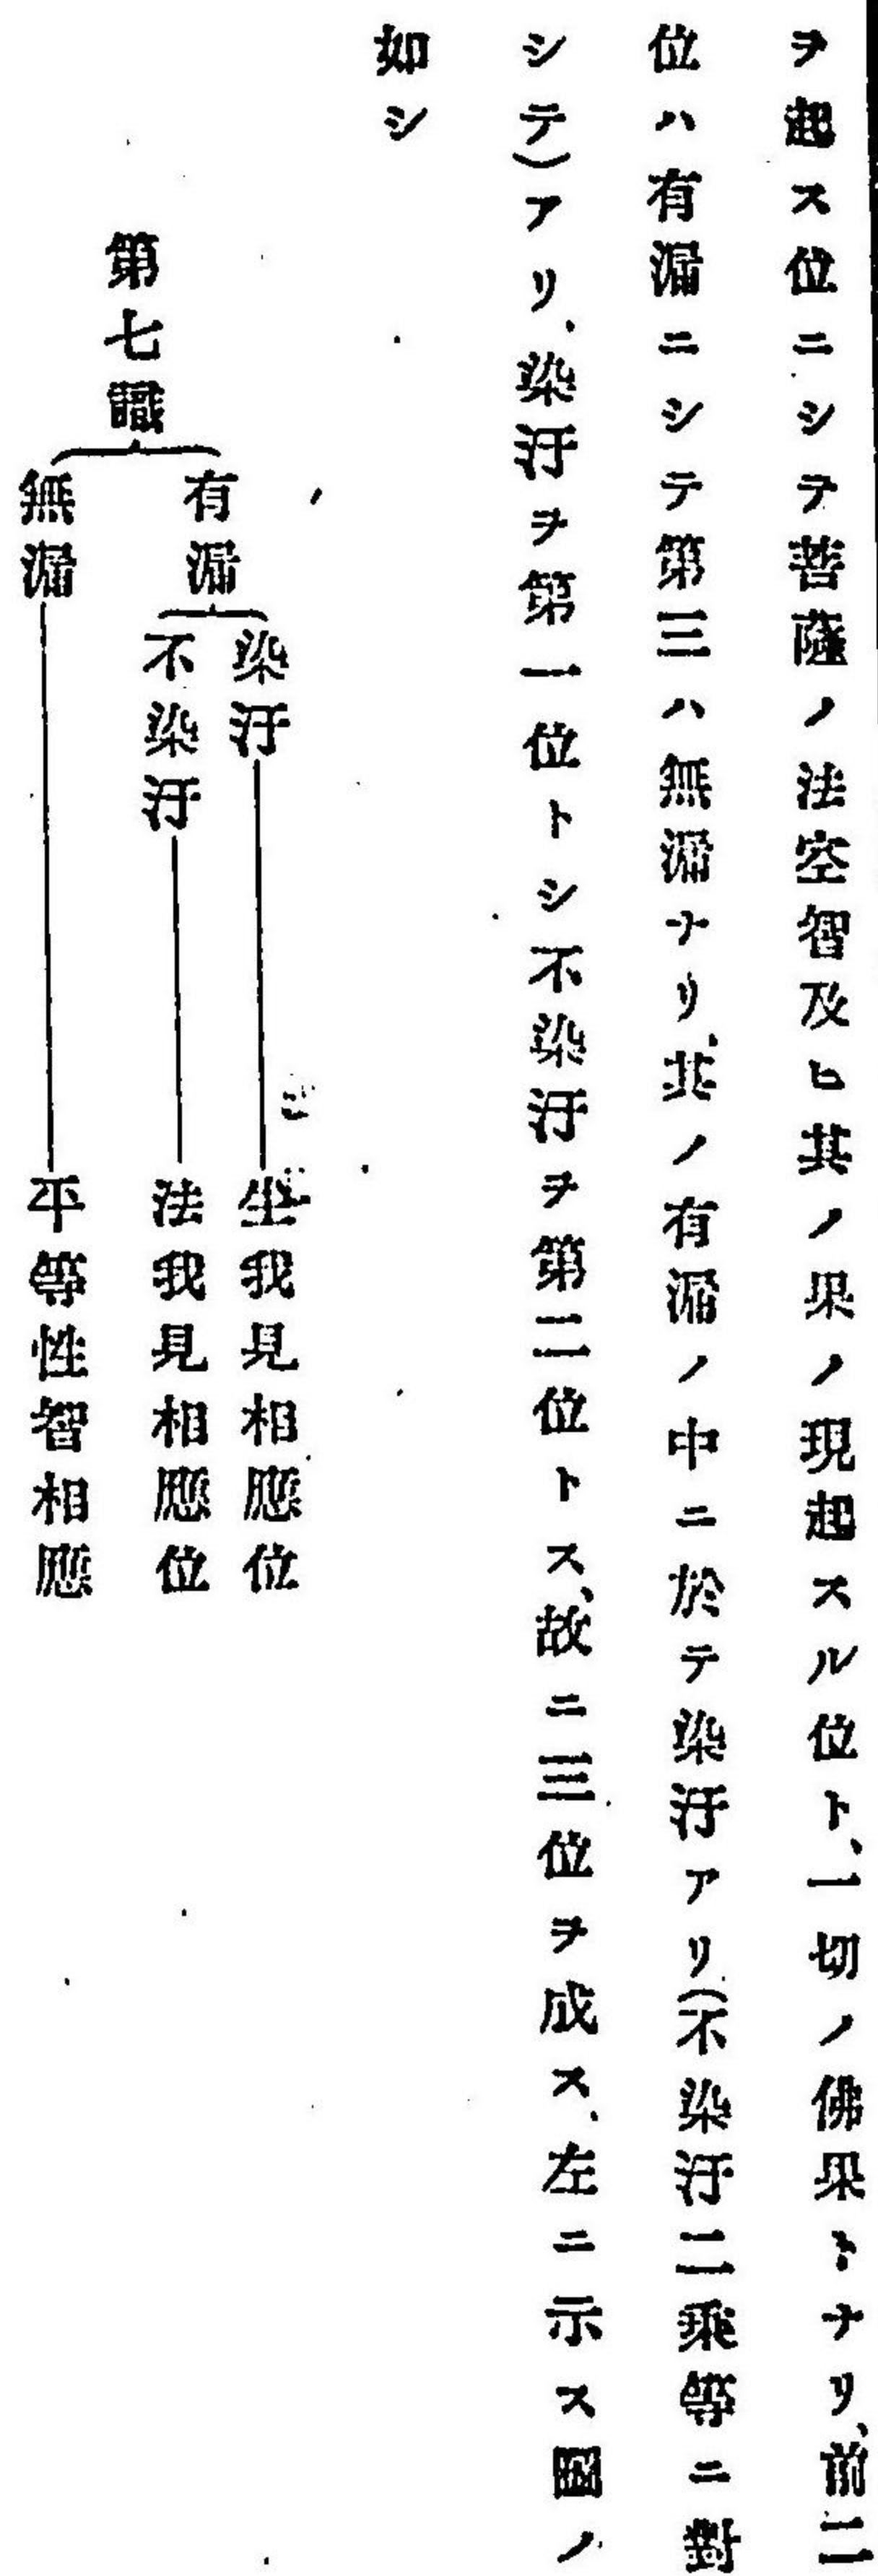 ヲ起ス位ニシテ菩薩ノ法空智及ヒ其ノ果ノ現起スル位ト、一切ノ佛果トナリ、前二
位ハ有漏ニシテ第三ハ無漏ナリ、其ノ有漏ノ中ニ於テ染汙アリ(不染汙二乘等ニ對
シテ)アリ、染汙ヲ第一位トシ不染汙ヲ第二位トス、故ニ三位ヲ成ス、左ニ示ス圖ノ
如シ
第七識
有漏
染汙
生我見相應位
不染汙
法我見相應位
無漏
平等性智相應